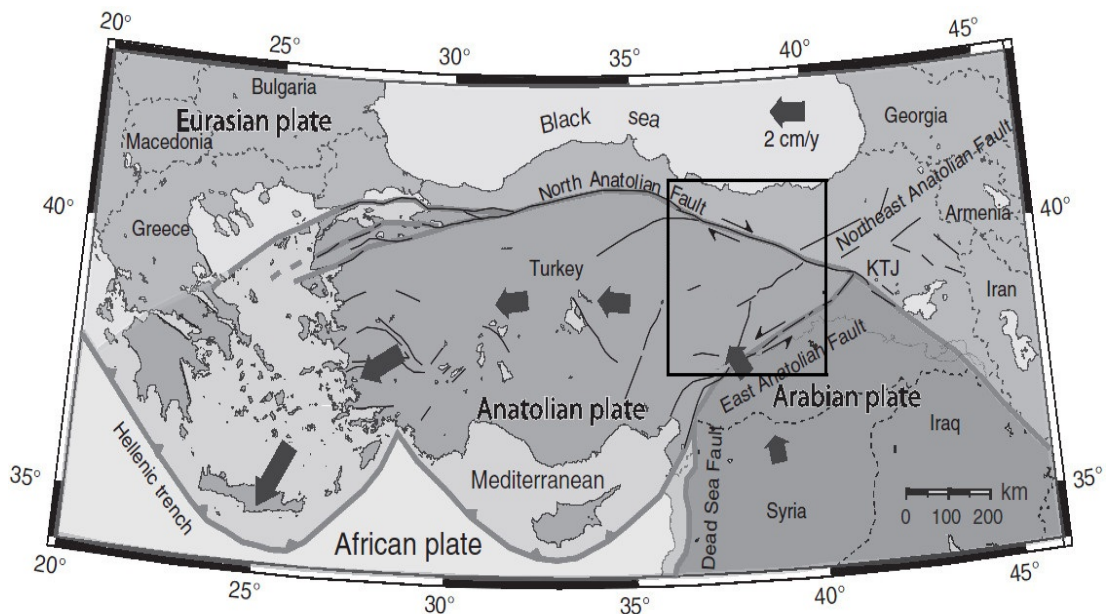 20°
25°
30°
35°
40°
45°
Bulgaria
Eurasian plate
Macedonia
Black sea
2 cm/y
Georgia
40°
North Anatolian Fault
Northeast Anatolian Fault
Armenia
40°
Greece
Turkey
KTJ
Iran
East Anatolian Fault
Anatolian plate
Arabian plate
Iraq
Hellenic trench
Mediterranean
Dead Sea Fault
Syria
35°
35°
km
0 100 200
African plate
20°
25°
30°
35°
40°
45°